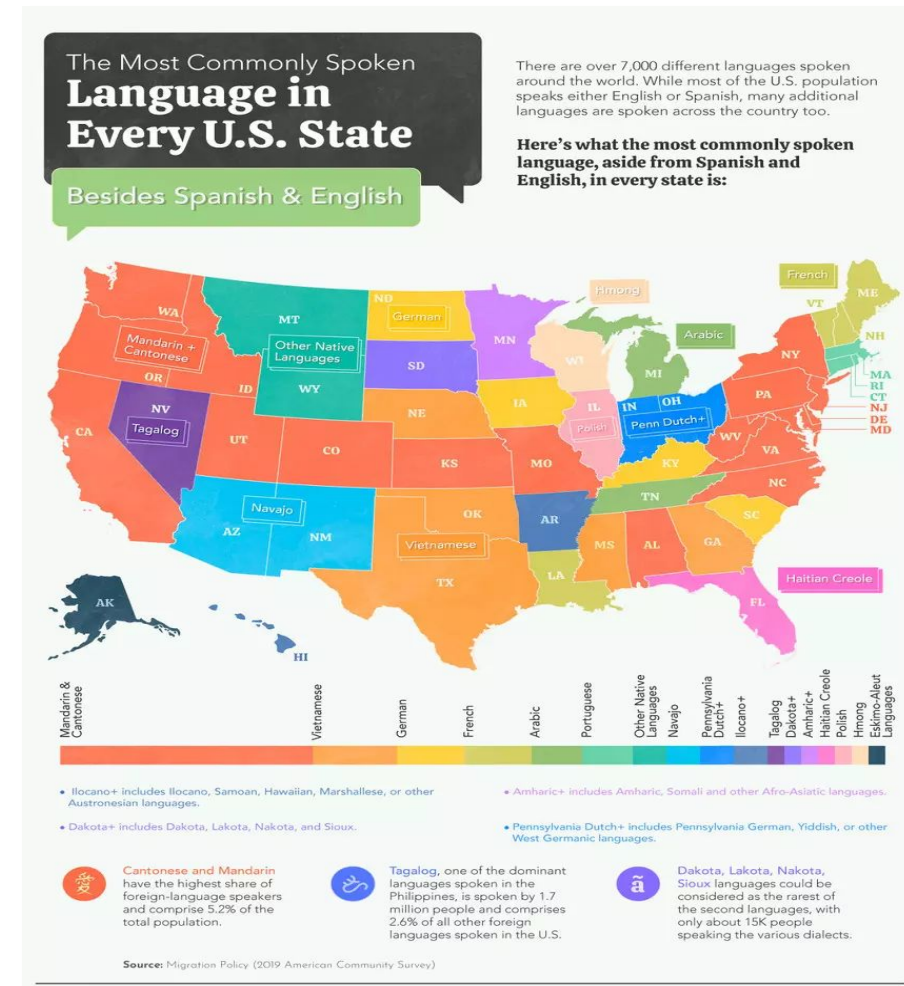 The Most Commonly Spoken
Language in
Every U.S. State
Besides Spanish & English
There are over 7,000 different languages spoken
around the world. While most of the U.S. population
speaks either English or Spanish, many additional
languages are spoken across the country too.
Here's what the most commonly spoken
language, aside from Spanish and
English, in every state is:
Hmong
French
VT
ME
NH
WA
MT
ND
German
MN
Arabic
Mandarin +
Cantonese
Other Native
Languages
SD
WI
MI
NY
MA
RI
CT
OR
ID
WY
NJ
DE
MD
NV
Tagalog
NE
IA
IL
Polish
IN
OH
Penn Dutch+
PA
CA
UT
CO
KS
MO
KY
WV
VA
NC
TN
SC
Navajo
AZ
NM
OK
Vietnamese
AR
MS
AL
GA
TX
LA
Haitian Creole
FL
AK
HI
Mandarin &
Cantonese
Vietnamese
German
French
Arabic
Portuguese
Other Native
Languages
Navajo
Pennsylvania
Dutch+
Ilocano+
Tagalog
Dakota+
Amharic+
Haitian Creole
Polish
Hmong
Eskimo-Aleut
Languages
• Ilocano+ includes Ilocano, Samoan, Hawaiian, Marshallese, or other
Austronesian languages.
• Amharic+ includes Amharic, Somali and other Afro-Asiatic languages.
• Dakota+ includes Dakota, Lakota, Nakota, and Sioux.
• Pennsylvania Dutch+ includes Pennsylvania German, Yiddish, or other
West Germanic languages.
愛
Cantonese and Mandarin
have the highest share of
foreign-language speakers
and comprise 5.2% of the
total population.
Tagalog, one of the dominant
languages spoken in the
Philippines, is spoken by 1.7
million people and comprises
2.6% of all other foreign
languages spoken in the U.S.
ã
Dakota, Lakota, Nakota,
Sioux languages could be
considered as the rarest of
the second languages, with
only about 15K people
speaking the various dialects.
Source: Migration Policy (2019 American Community Survey)